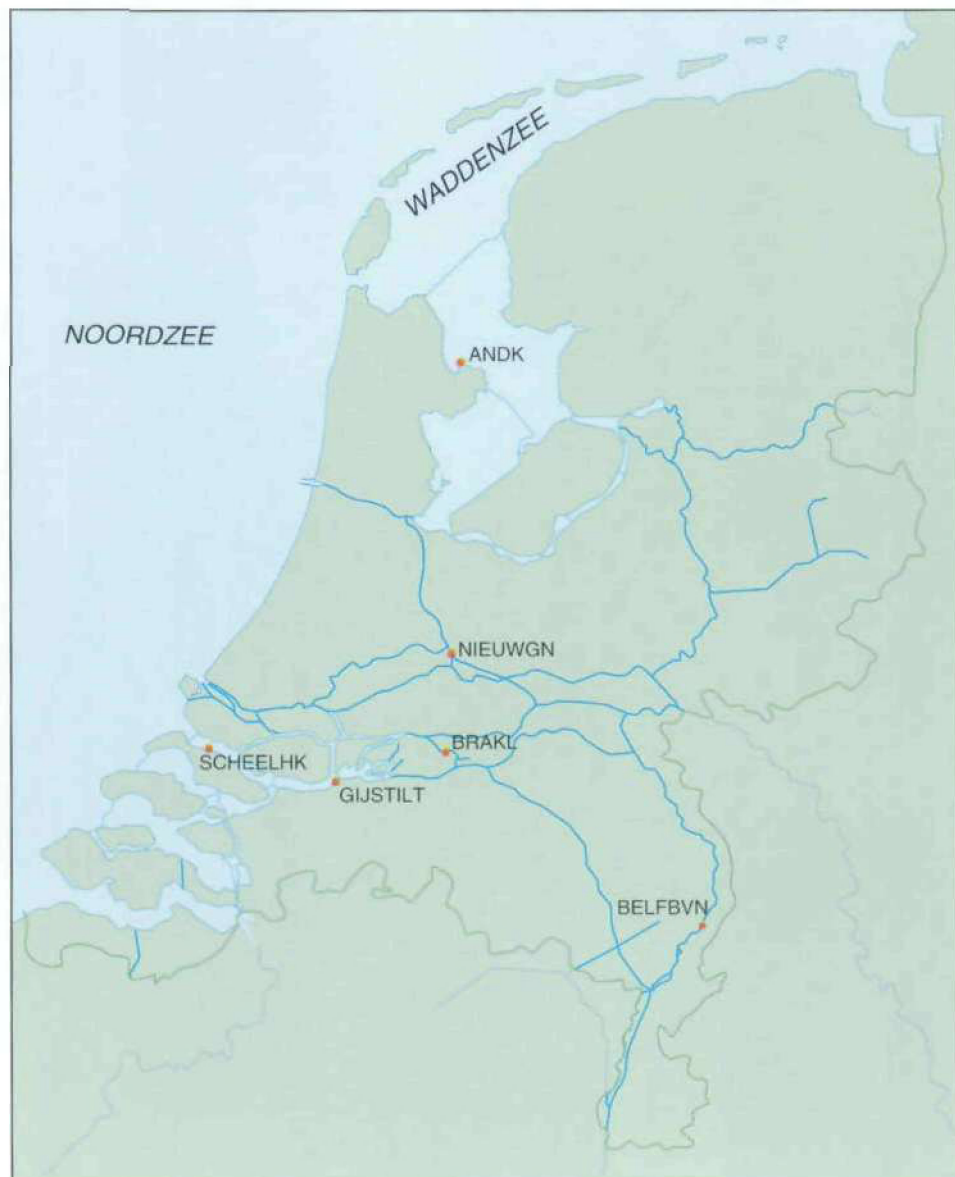 WADDENZEE
NOORDZEE
ANDK
NIEUWGN
BRAKL
SCHEELHK
GIJSTILT
BELFBVN